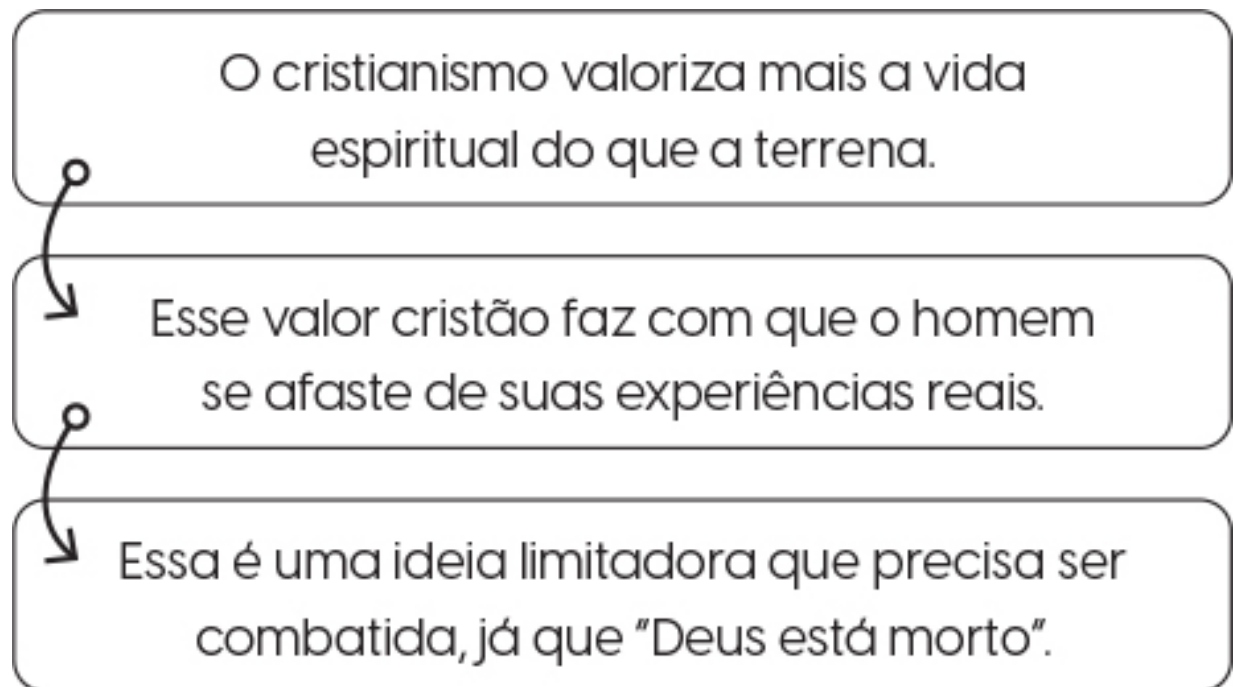 O cristianismo valoriza mais a vida
espiritual do que a terrena.
Esse valor cristão faz com que o homem
se afaste de suas experiências reais.
Essa é uma ideia limitadora que precisa ser
combatida, já que "Deus está morto".